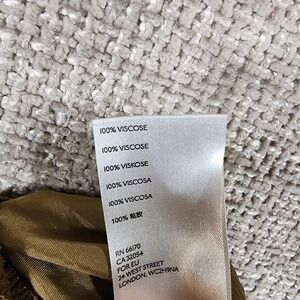 100% VISCOSE
100% VISCOSE
100% VISKOSE
100% VISCOSA
100% VISCOSA
100% 粘胶
RN 66170
CA 32054
FOR EU
24 WEST STREET
LONDON, WC2H9NA